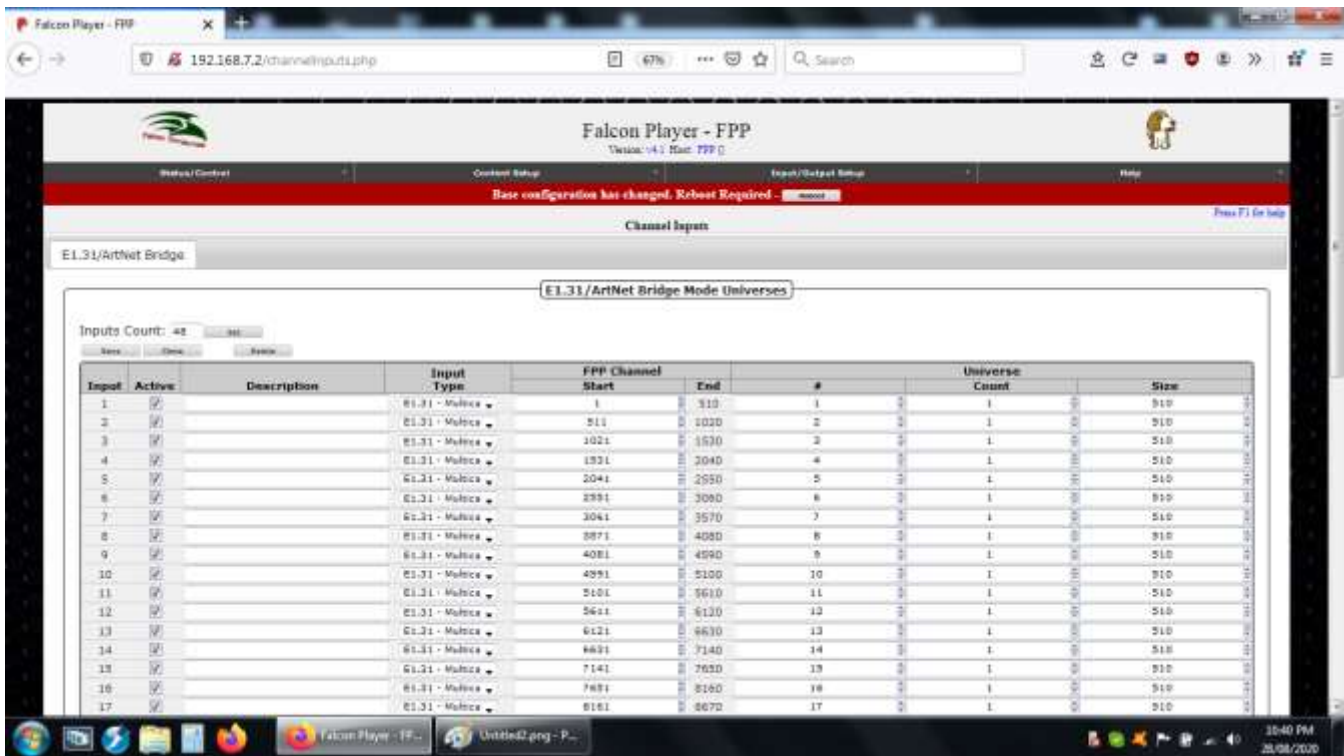 Falcon Player - FPP
192.168.7.2/channelinputs.php
67%
Search
Falcon Player - FPP
Version: v4.1 Host: FPP ()
Status/Control
Content Setup
Input/Output Setup
Help
Base configuration has changed. Reboot Required - Reboot
Press F1 for help
Channel Inputs
E1.31/ArtNet Bridge
E1.31/ArtNet Bridge Mode Universes
Inputs Count: 48 Set
Save Clone Delete
Input Active Description Input Type FPP Channel Start End Universe # Count Size
1 E1.31 - Multica 1 510 1 1 510
2 E1.31 - Multica 511 1020 2 1 510
3 E1.31 - Multica 1021 1530 3 1 510
4 E1.31 - Multica 1531 2040 4 1 510
5 E1.31 - Multica 2041 2550 5 1 510
6 E1.31 - Multica 2551 3060 6 1 510
7 E1.31 - Multica 3061 3570 7 1 510
8 E1.31 - Multica 3571 4080 8 1 510
9 E1.31 - Multica 4081 4590 9 1 510
10 E1.31 - Multica 4591 5100 10 1 510
11 E1.31 - Multica 5101 5610 11 1 510
12 E1.31 - Multica 5611 6120 12 1 510
13 E1.31 - Multica 6121 6630 13 1 510
14 E1.31 - Multica 6631 7140 14 1 510
15 E1.31 - Multica 7141 7650 15 1 510
16 E1.31 - Multica 7651 8160 16 1 510
17 E1.31 - Multica 8161 8670 17 1 510
Falcon Player - FP...
Untitled2.png - P...
10:40 PM
28/08/2020